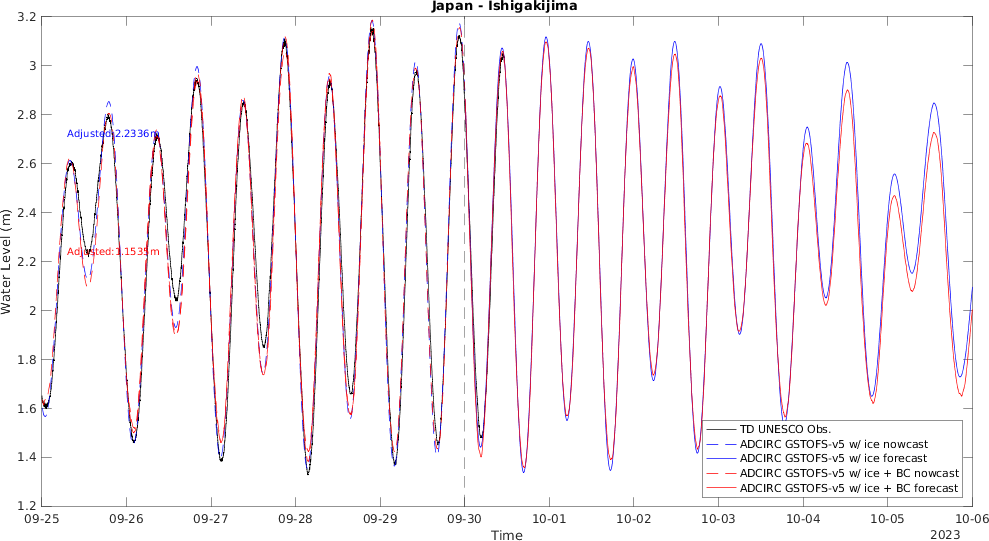 Japan - Ishigakijima
Water Level (m)
3.2
3
2.8
2.6
2.4
2.2
2
1.8
1.6
1.4
1.2
Adjusted:2.2336m
Adjusted:1.1535m
TD UNESCO Obs.
ADCIRC GSTOFS-v5 w/ ice nowcast
ADCIRC GSTOFS-v5 w/ ice forecast
ADCIRC GSTOFS-v5 w/ ice + BC nowcast
ADCIRC GSTOFS-v5 w/ ice + BC forecast
09-25 09-26 09-27 09-28 09-29 09-30 10-01 10-02 10-03 10-04 10-05 10-06
Time
2023